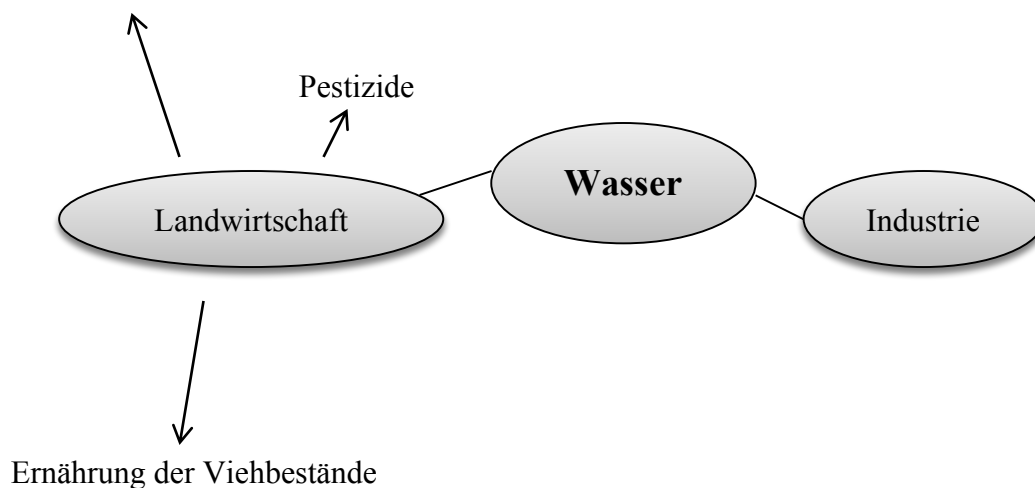 Pestizide
Wasser
Landwirtschaft
Industrie
Ernährung der Viehbestände